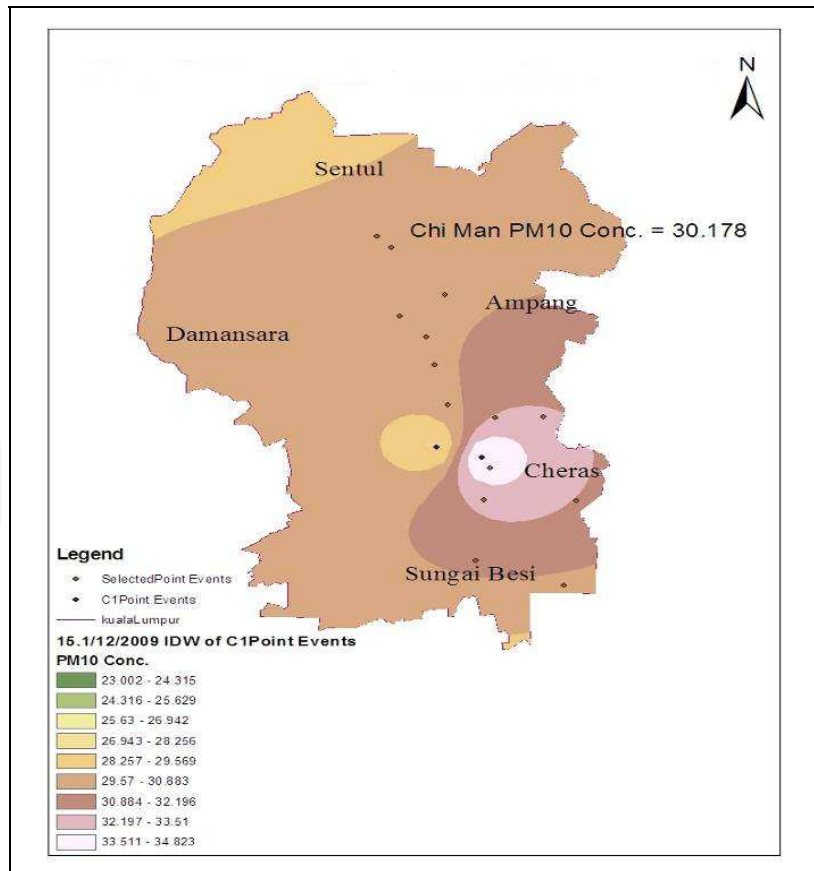 N
Sentul
Chi Man PM10 Conc. = 30.178
Ampang
Damansara
Cheras
Sungai Besi
Legend
SelectedPoint Events
C1Point Events
kualaLumpur
15.1/12/2009 IDW of C1Point Events
PM10 Conc.
23.002 - 24.315
24.316 - 25.629
25.63 - 26.942
26.943 - 28.256
28.257 - 29.569
29.57 - 30.883
30.884 - 32.196
32.197 - 33.51
33.511 - 34.823